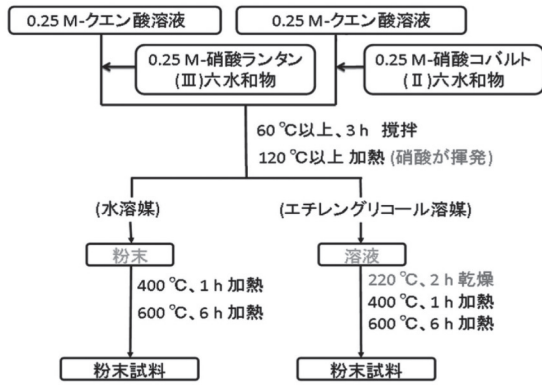 0.25 M-クエン酸溶液
0.25 M-クエン酸溶液
0.25 M-硝酸ランタン
(Ⅲ)六水和物
0.25 M-硝酸コバルト
(Ⅱ)六水和物
60 ℃以上、3 h 撹拌
120 ℃以上 加熱 (硝酸が揮発)
(水溶媒)
(エチレングリコール溶媒)
粉末
溶液
400 ℃、1 h 加熱
600 ℃、6 h 加熱
220 ℃、2 h 乾燥
400 ℃、1 h 加熱
600 ℃、6 h 加熱
粉末試料
粉末試料